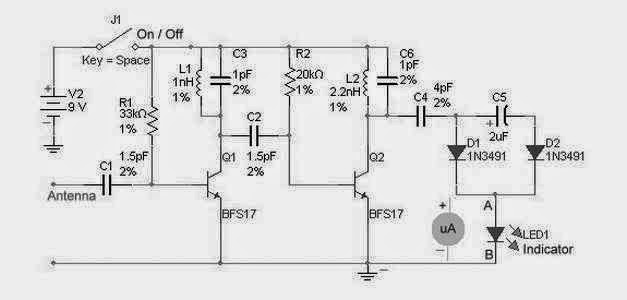 J1
On / Off
Key = Space
V2
9 V
R1
33kΩ
1%
C1
1.5pF
2%
Antenna
L1
1nH
1%
C3
1pF
2%
C2
1.5pF
2%
Q1
BFS17
R2
20kΩ
1%
L2
2.2nH
1%
C6
1pF
2%
Q2
BFS17
C4
4pF
2%
C5
2uF
D1
1N3491
D2
1N3491
uA
A
B
LED1
Indicator